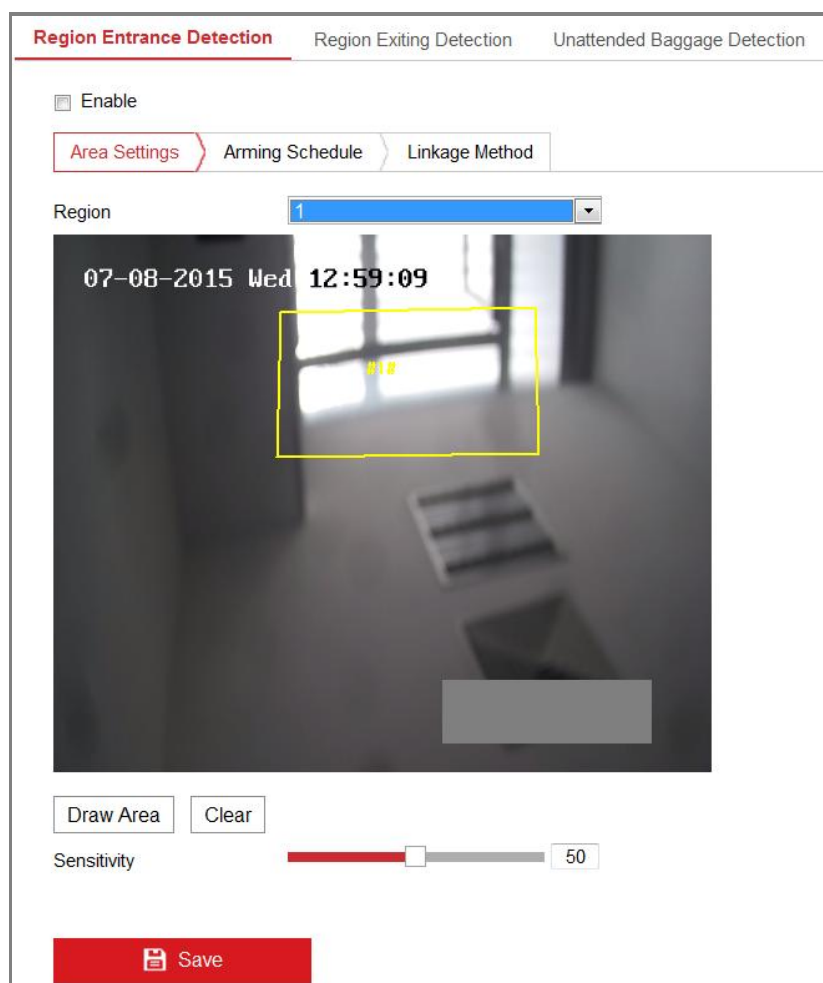 Region Entrance Detection Region Exiting Detection Unattended Baggage Detection
Enable
Area Settings Arming Schedule Linkage Method
Region 1
07-08-2015 Wed 12:59:09
#1#
Draw Area Clear
Sensitivity 50
Save